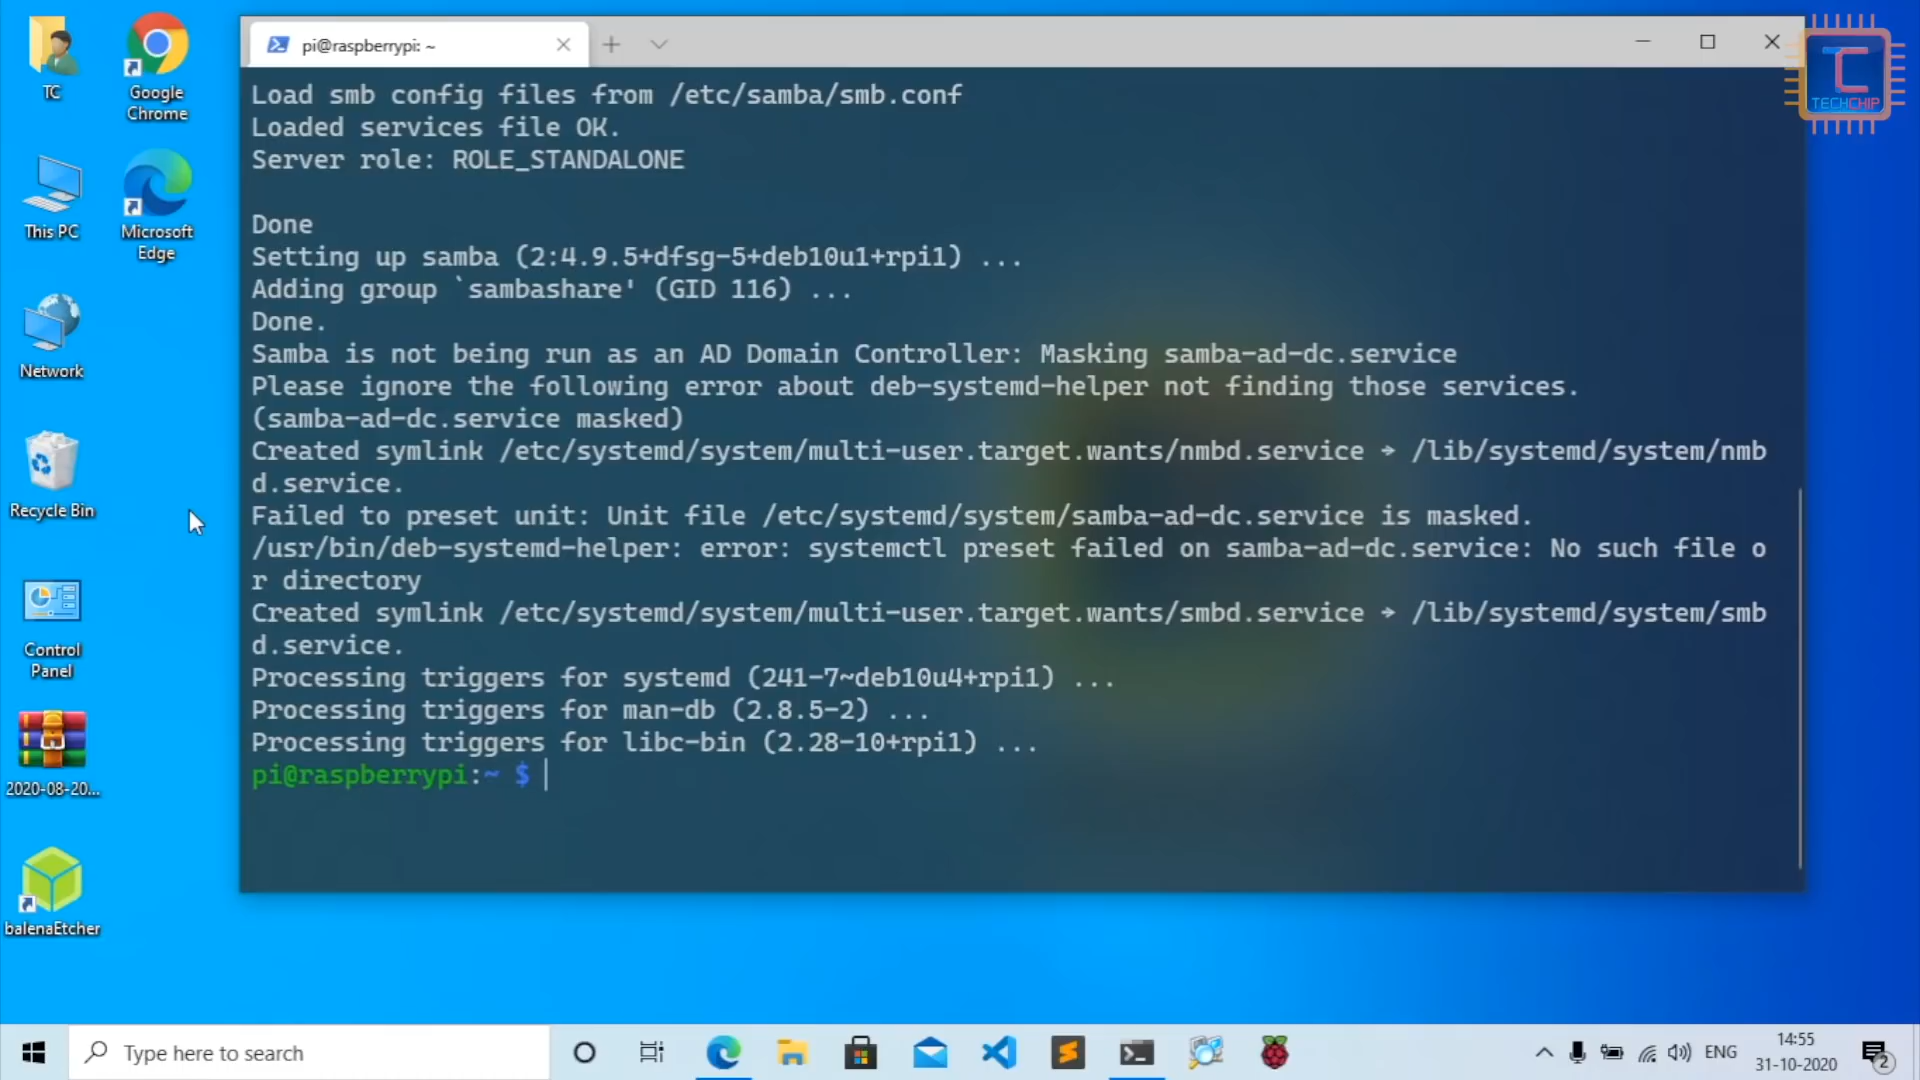 TC
Google
Chrome
This PC
Microsoft
Edge
Network
Recycle Bin
Control
Panel
2020-08-20...
balenaEtcher
pi@raspberrypi: ~
TC
TECHCHIP
Load smb config files from /etc/samba/smb.conf
Loaded services file OK.
Server role: ROLE_STANDALONE
Done
Setting up samba (2:4.9.5+dfsg-5+deb10u1+rpi1) ...
Adding group `sambashare' (GID 116) ...
Done.
Samba is not being run as an AD Domain Controller: Masking samba-ad-dc.service
Please ignore the following error about deb-systemd-helper not finding those services.
(samba-ad-dc.service masked)
Created symlink /etc/systemd/system/multi-user.target.wants/nmbd.service → /lib/systemd/system/nmb
d.service.
Failed to preset unit: Unit file /etc/systemd/system/samba-ad-dc.service is masked.
/usr/bin/deb-systemd-helper: error: systemctl preset failed on samba-ad-dc.service: No such file o
r directory
Created symlink /etc/systemd/system/multi-user.target.wants/smbd.service → /lib/systemd/system/smb
d.service.
Processing triggers for systemd (241-7~deb10u4+rpi1) ...
Processing triggers for man-db (2.8.5-2) ...
Processing triggers for libc-bin (2.28-10+rpi1) ...
pi@raspberrypi:~ $
Type here to search
ENG
14:55
31-10-2020
2